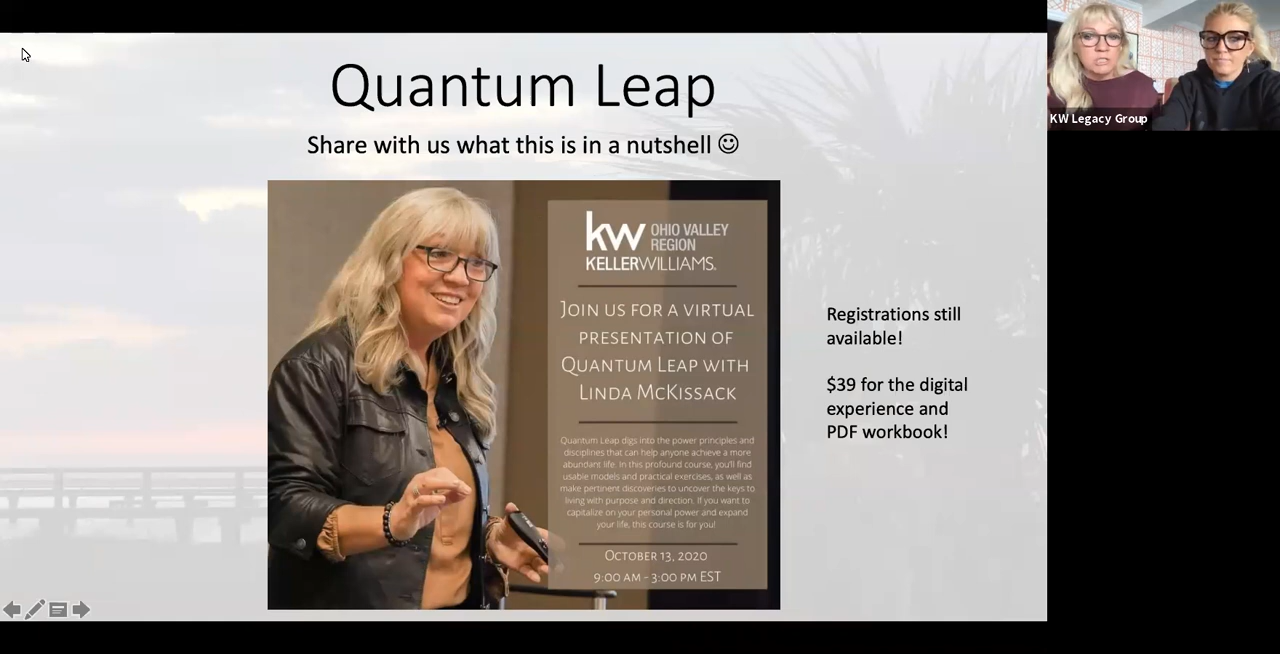 Quantum Leap
Share with us what this is in a nutshell ☺
kw OHIO VALLEY
REGION
KELLERWILLIAMS.
JOIN US FOR A VIRTUAL
PRESENTATION OF
QUANTUM LEAP WITH
LINDA MCKISSACK
Quantum Leap digs into the power principles and
disciplines that can help anyone achieve a more
abundant life. In this profound course, you'll find
usable models and practical exercises, as well as
make pertinent discoveries to uncover the keys to
living with purpose and direction. If you want to
capitalize on your personal power and expand
your life, this course is for you!
OCTOBER 13, 2020
9:00 AM - 3:00 PM EST
Registrations still
available!
$39 for the digital
experience and
PDF workbook!
KW Legacy Group